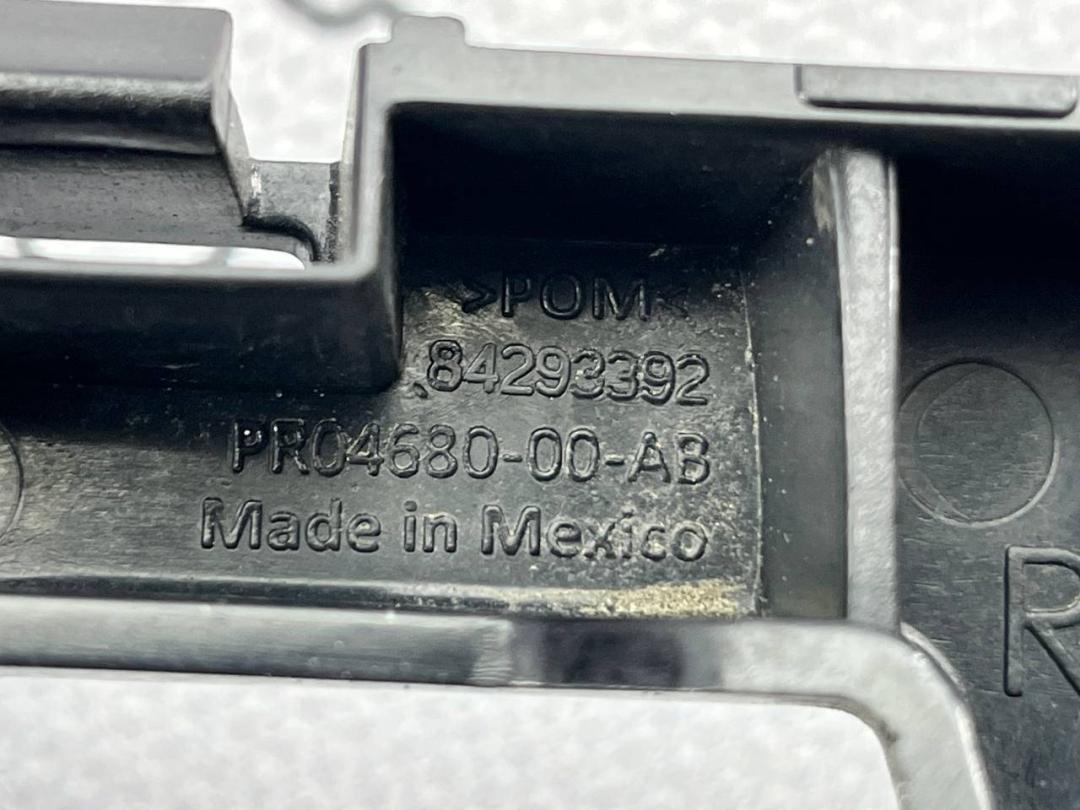 >POM<
84293392
PR04680-00-AB
Made in Mexico
R